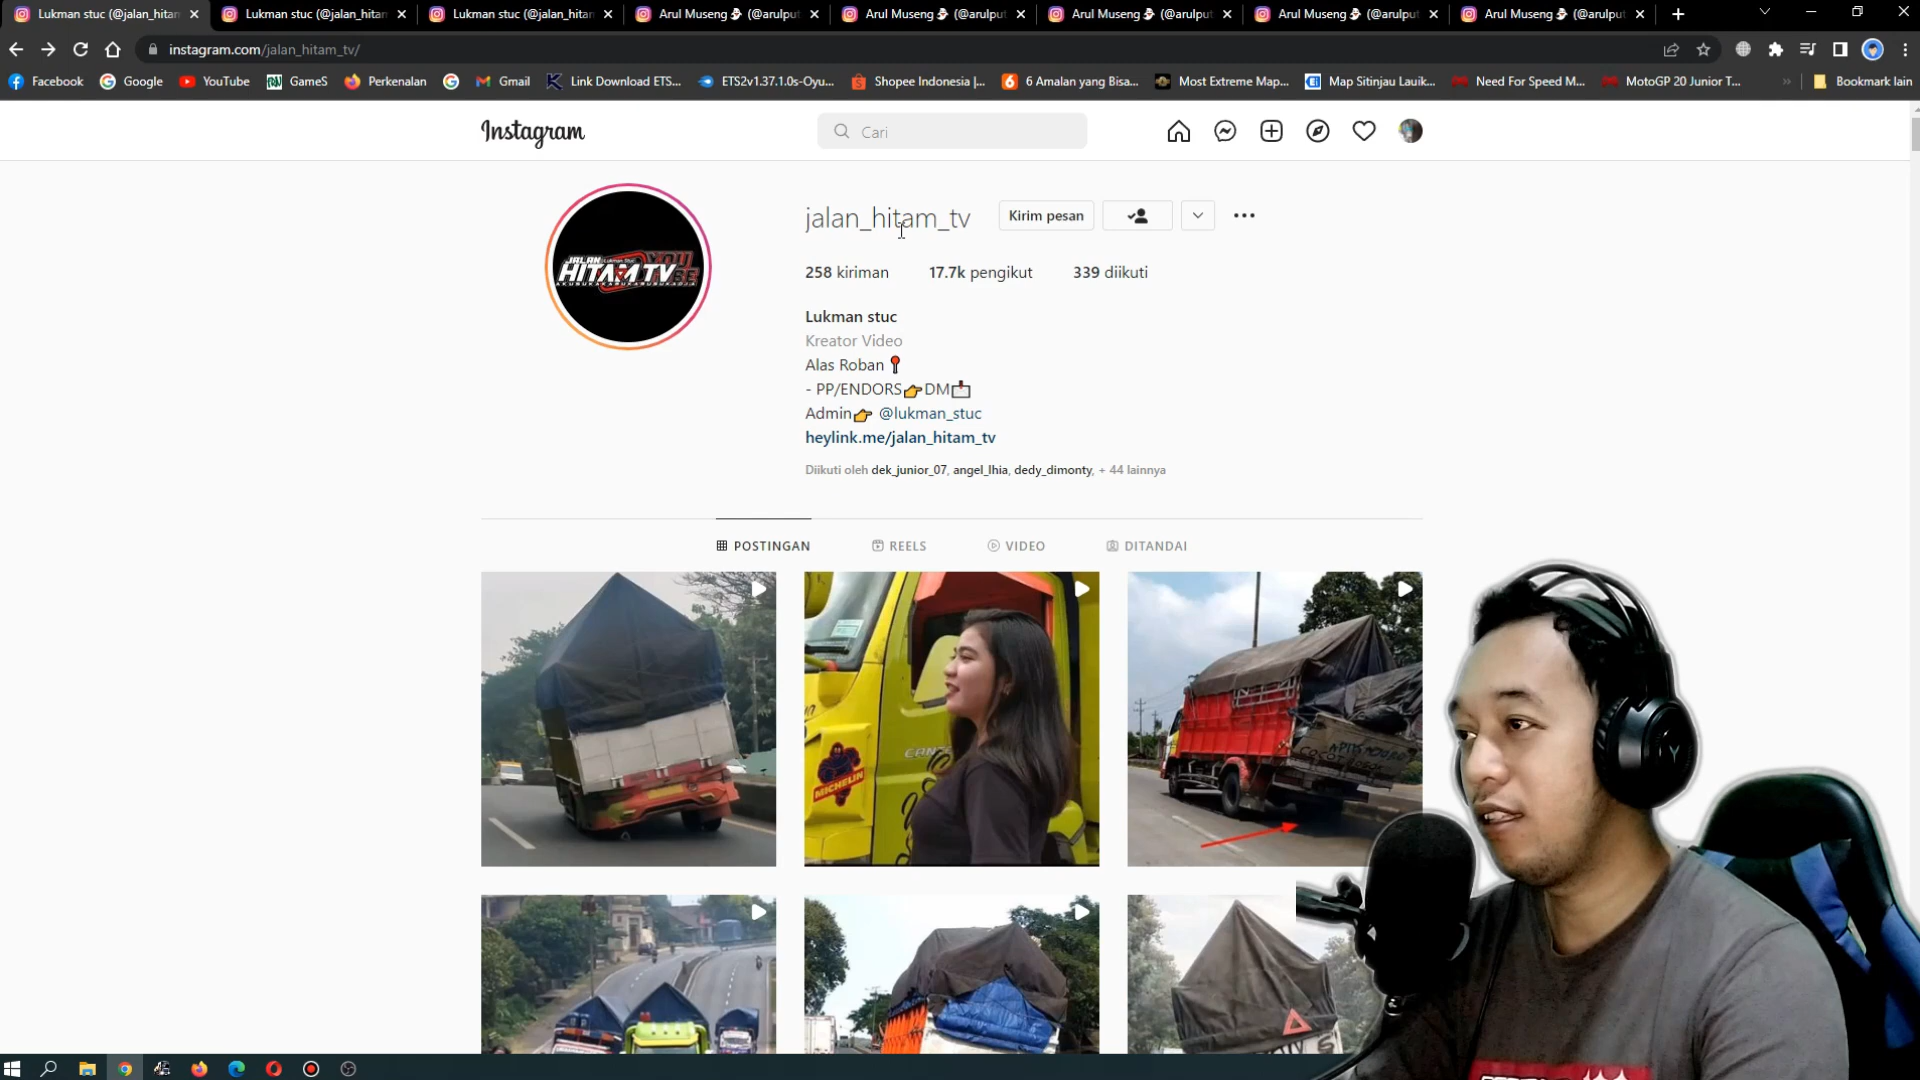 Lukman stuc (@jalan_hitam
Lukman stuc (@jalan_hitam
Lukman stuc (@jalan_hitam
Arul Museng (@arulput
Arul Museng (@arulput
Arul Museng (@arulput
Arul Museng (@arulput
Arul Museng (@arulput
instagram.com/jalan_hitam_tv/
Facebook
Google
YouTube
GameS
Perkenalan
Gmail
Link Download ETS...
ETS2v1.37.1.0s-Oyu...
Shopee Indonesia |...
6 Amalan yang Bisa...
Most Extreme Map...
Map Sitinjau Lauik...
Need For Speed M...
MotoGP 20 Junior T...
Bookmark lain
Instagram
Cari
jalan_hitam_tv
Kirim pesan
258 kiriman
17.7k pengikut
339 diikuti
JALAN
Lukman Stuc
HITAM TV
YOU
Lukman stuc
Kreator Video
Alas Roban📍
- PP/ENDORS👉DM📩
Admin👉 @lukman_stuc
heylink.me/jalan_hitam_tv
Diikuti oleh dek_junior_07, angel_lhia, dedy_dimonty, + 44 lainnya
POSTINGAN
REELS
VIDEO
DITANDAI
MICHELIN